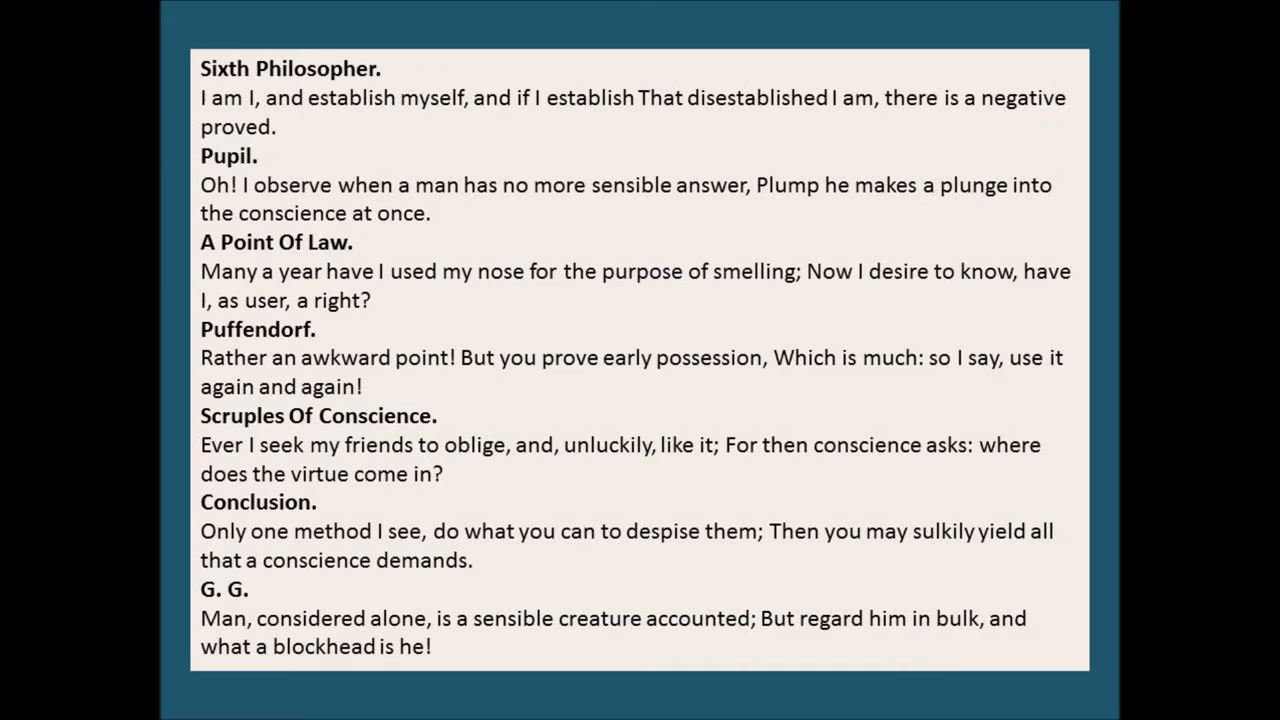 Sixth Philosopher.
I am I, and establish myself, and if I establish That disestablished I am, there is a negative
proved.
Pupil.
Oh! I observe when a man has no more sensible answer, Plump he makes a plunge into
the conscience at once.
A Point Of Law.
Many a year have I used my nose for the purpose of smelling; Now I desire to know, have
I, as user, a right?
Puffendorf.
Rather an awkward point! But you prove early possession, Which is much: so I say, use it
again and again!
Scruples Of Conscience.
Ever I seek my friends to oblige, and, unluckily, like it; For then conscience asks: where
does the virtue come in?
Conclusion.
Only one method I see, do what you can to despise them; Then you may sulkily yield all
that a conscience demands.
G. G.
Man, considered alone, is a sensible creature accounted; But regard him in bulk, and
what a blockhead is he!